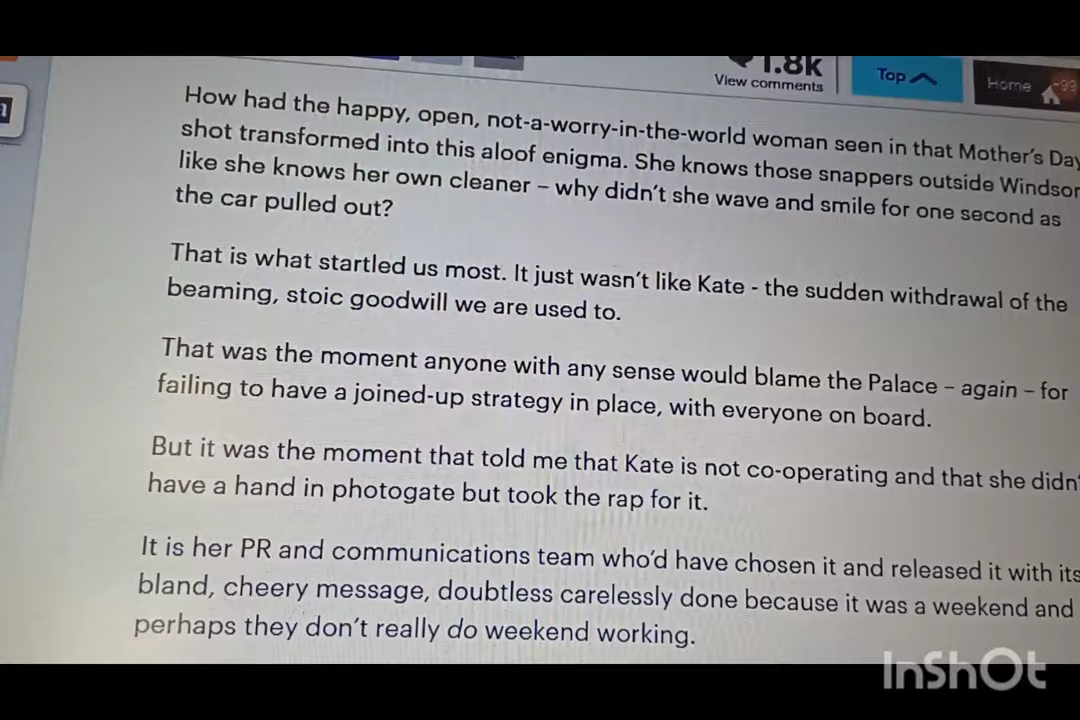 1.8K
View comments
Top
Home
-99
How had the happy, open, not-a-worry-in-the-world woman seen in that Mother's Day
shot transformed into this aloof enigma. She knows those snappers outside Windsor
like she knows her own cleaner – why didn't she wave and smile for one second as
the car pulled out?
That is what startled us most. It just wasn't like Kate - the sudden withdrawal of the
beaming, stoic goodwill we are used to.
That was the moment anyone with any sense would blame the Palace – again – for
failing to have a joined-up strategy in place, with everyone on board.
But it was the moment that told me that Kate is not co-operating and that she didn'
have a hand in photogate but took the rap for it.
It is her PR and communications team who'd have chosen it and released it with its
bland, cheery message, doubtless carelessly done because it was a weekend and
perhaps they don't really do weekend working.
InShOt